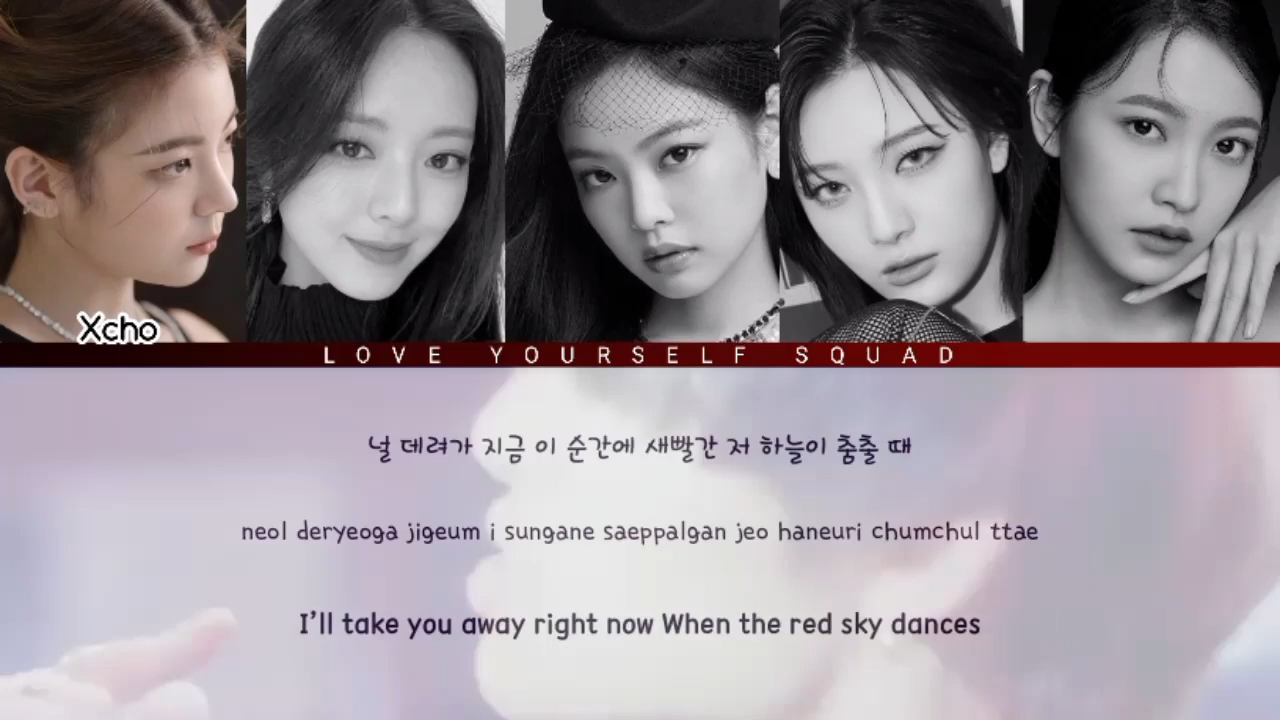 Xcho
LOVE YOURSELF SQUAD
널 데려가 지금 이 순간에 새빨간 저 하늘이 춤출 때
neol deryeoga jigeum i sungane saeppalgan jeo haneuri chumchul ttae
I'll take you away right now When the red sky dances